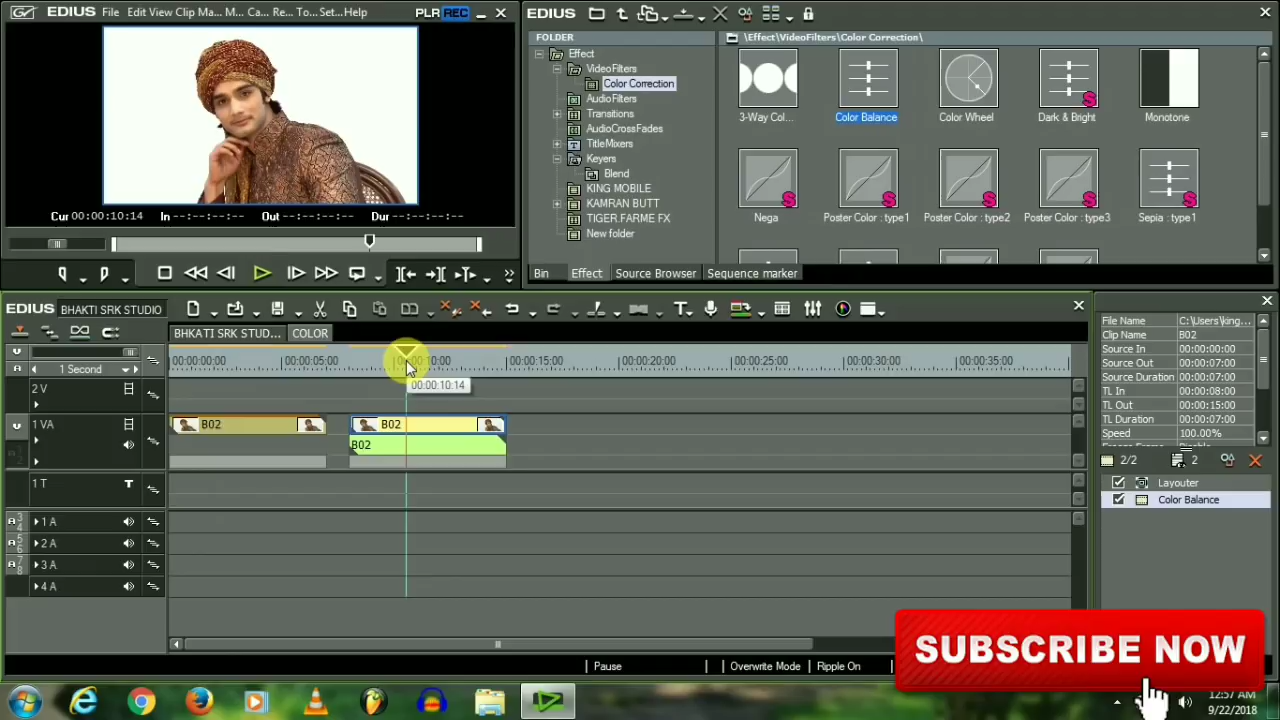 EDIUS File Edit View Clip Ma... M... Ca... Re... To... Set... Help PLR REC
Cur 00:00:10:14 In --:--:--:-- Out --:--:--:-- Dur --:--:--:--
EDIUS
FOLDER
Effect
VideoFilters
Color Correction
AudioFilters
Transitions
AudioCrossFades
TitleMixers
Keyers
Blend
KING MOBILE
KAMRAN BUTT
TIGER.FARME FX
New folder
\Effect\VideoFilters\Color Correction\
3-Way Col... Color Balance Color Wheel Dark & Bright Monotone
Nega Poster Color : type1 Poster Color : type2 Poster Color : type3 Sepia : type1
Bin Effect Source Browser Sequence marker
EDIUS BHAKTI SRK STUDIO
BHKATI SRK STUD... COLOR
1 Second
00:00:00:00 00:00:05:00 00:00:10:00 00:00:15:00 00:00:20:00 00:00:25:00 00:00:30:00 00:00:35:00
00:00:10:14
2 V
1 VA
B02
B02
B02
1 T T
1 A
2 A
3 A
4 A
File Name C:\Users\king...
Clip Name B02
Source In 00:00:00:00
Source Out 00:00:07:00
Source Duration 00:00:07:00
TL In 00:00:08:00
TL Out 00:00:15:00
TL Duration 00:00:07:00
Speed 100.00%
2/2 2
Layouter
Color Balance
Pause Overwrite Mode Ripple On
SUBSCRIBE NOW
12:57 AM
9/22/2018